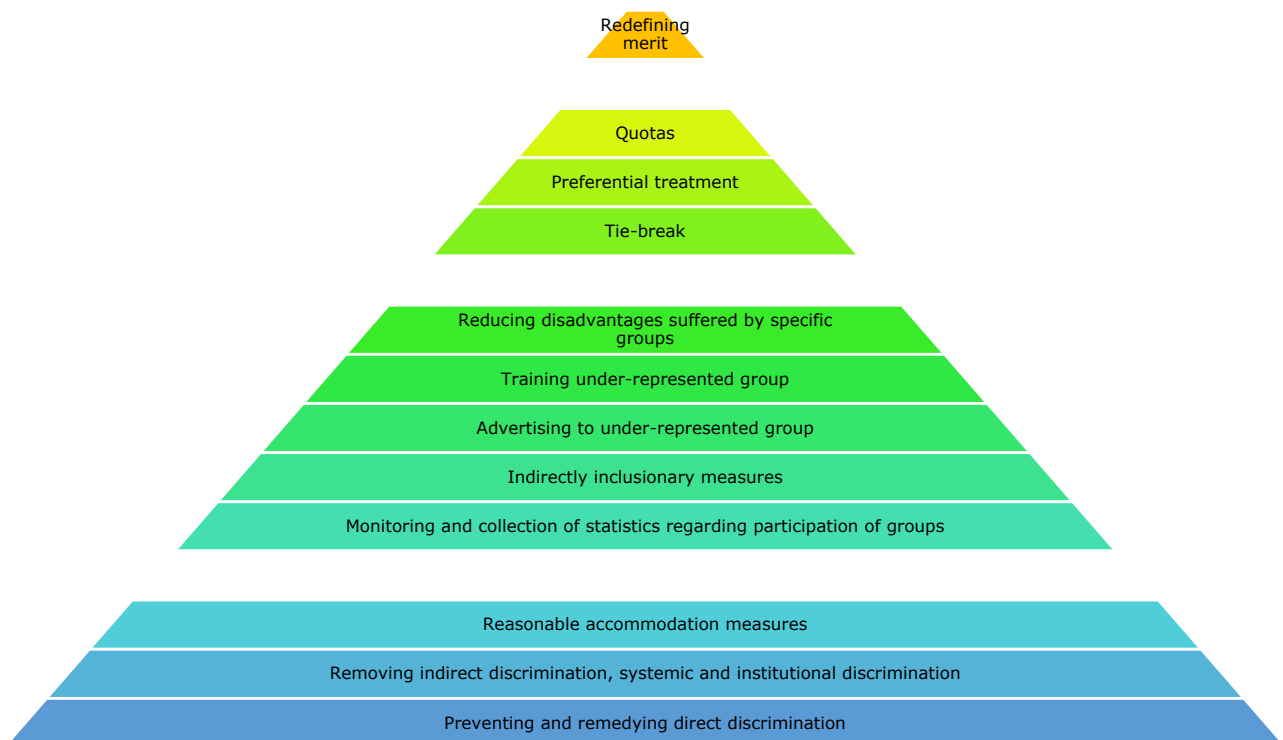 Redefining
merit
Quotas
Preferential treatment
Tie-break
Reducing disadvantages suffered by specific
groups
Training under-represented group
Advertising to under-represented group
Indirectly inclusionary measures
Monitoring and collection of statistics regarding participation of groups
Reasonable accommodation measures
Removing indirect discrimination, systemic and institutional discrimination
Preventing and remedying direct discrimination